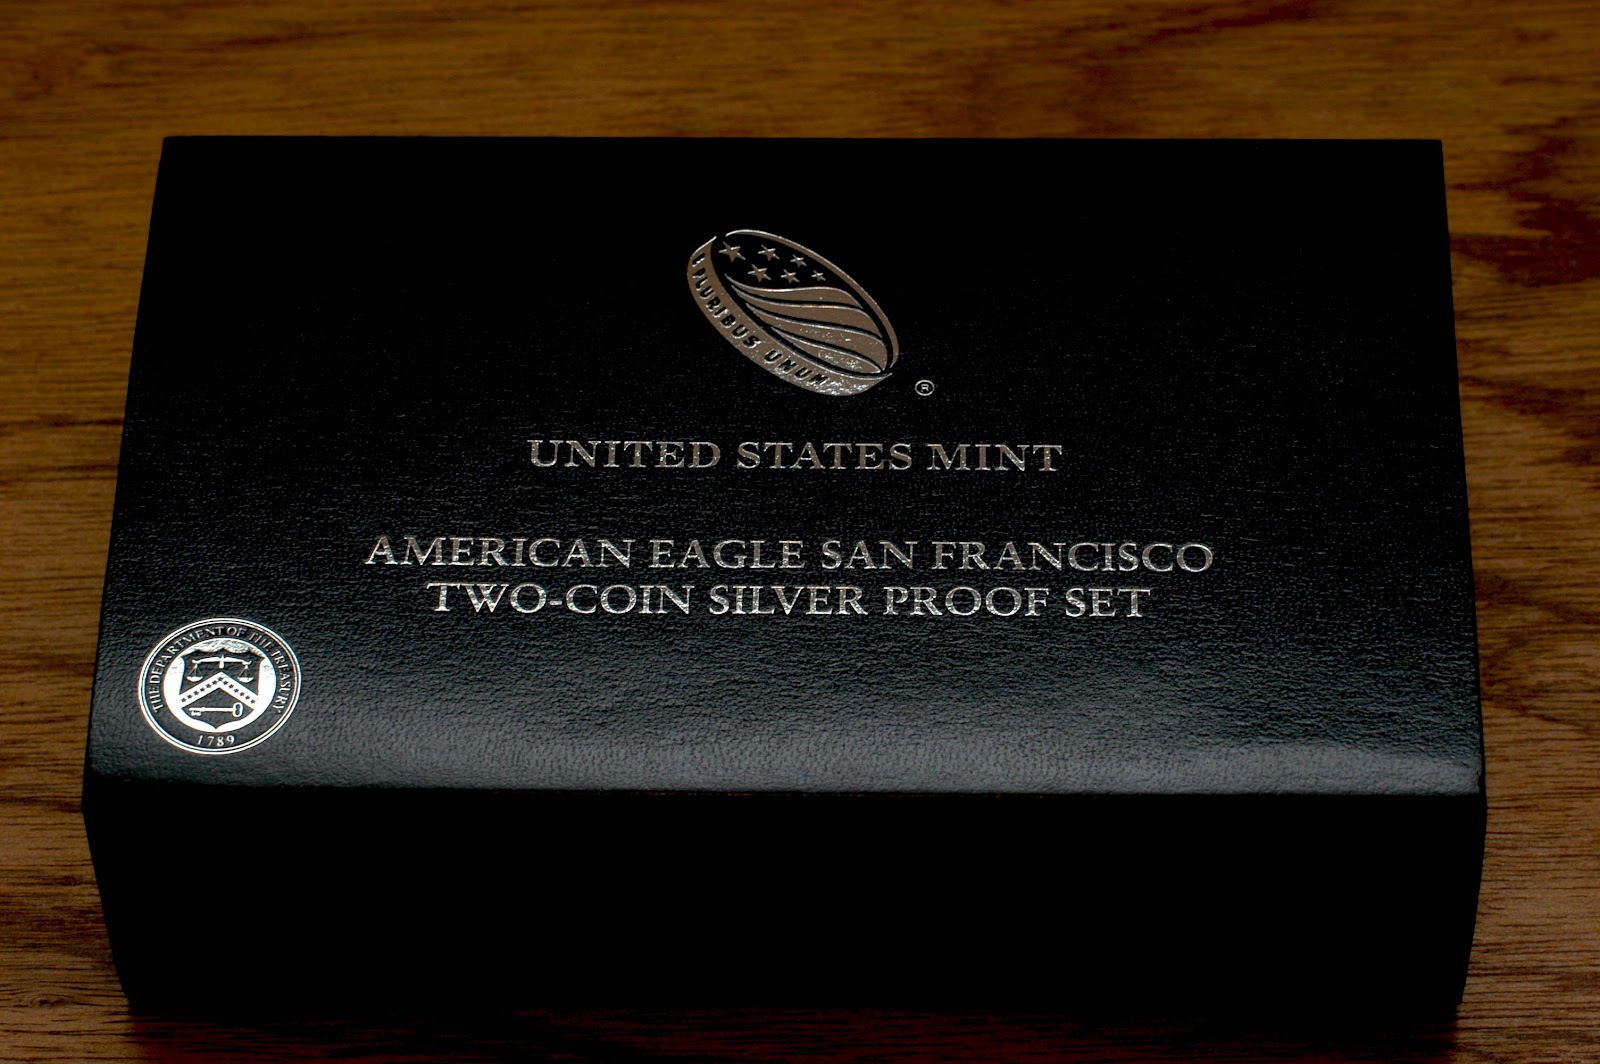 E PLURIBUS UNUM
®
UNITED STATES MINT
AMERICAN EAGLE SAN FRANCISCO
TWO-COIN SILVER PROOF SET
THE DEPARTMENT OF THE TREASURY
1789